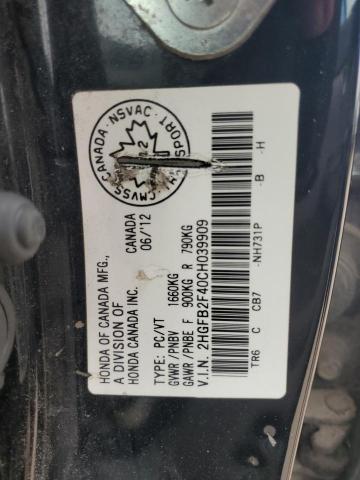 HONDA OF CANADA MFG.,
A DIVISION OF CANADA
HONDA CANADA INC. 06/'12
TYPE: PC/VT
GVWR/PNBV 1660KG
GAWR/PNBE F 900KG R 790KG
V.I.N. 2HGFB2F40CH039909
TR6 C CB7 -NH731P -B -H
CANADA · NSVAC · TRANSPORT · CMVSS